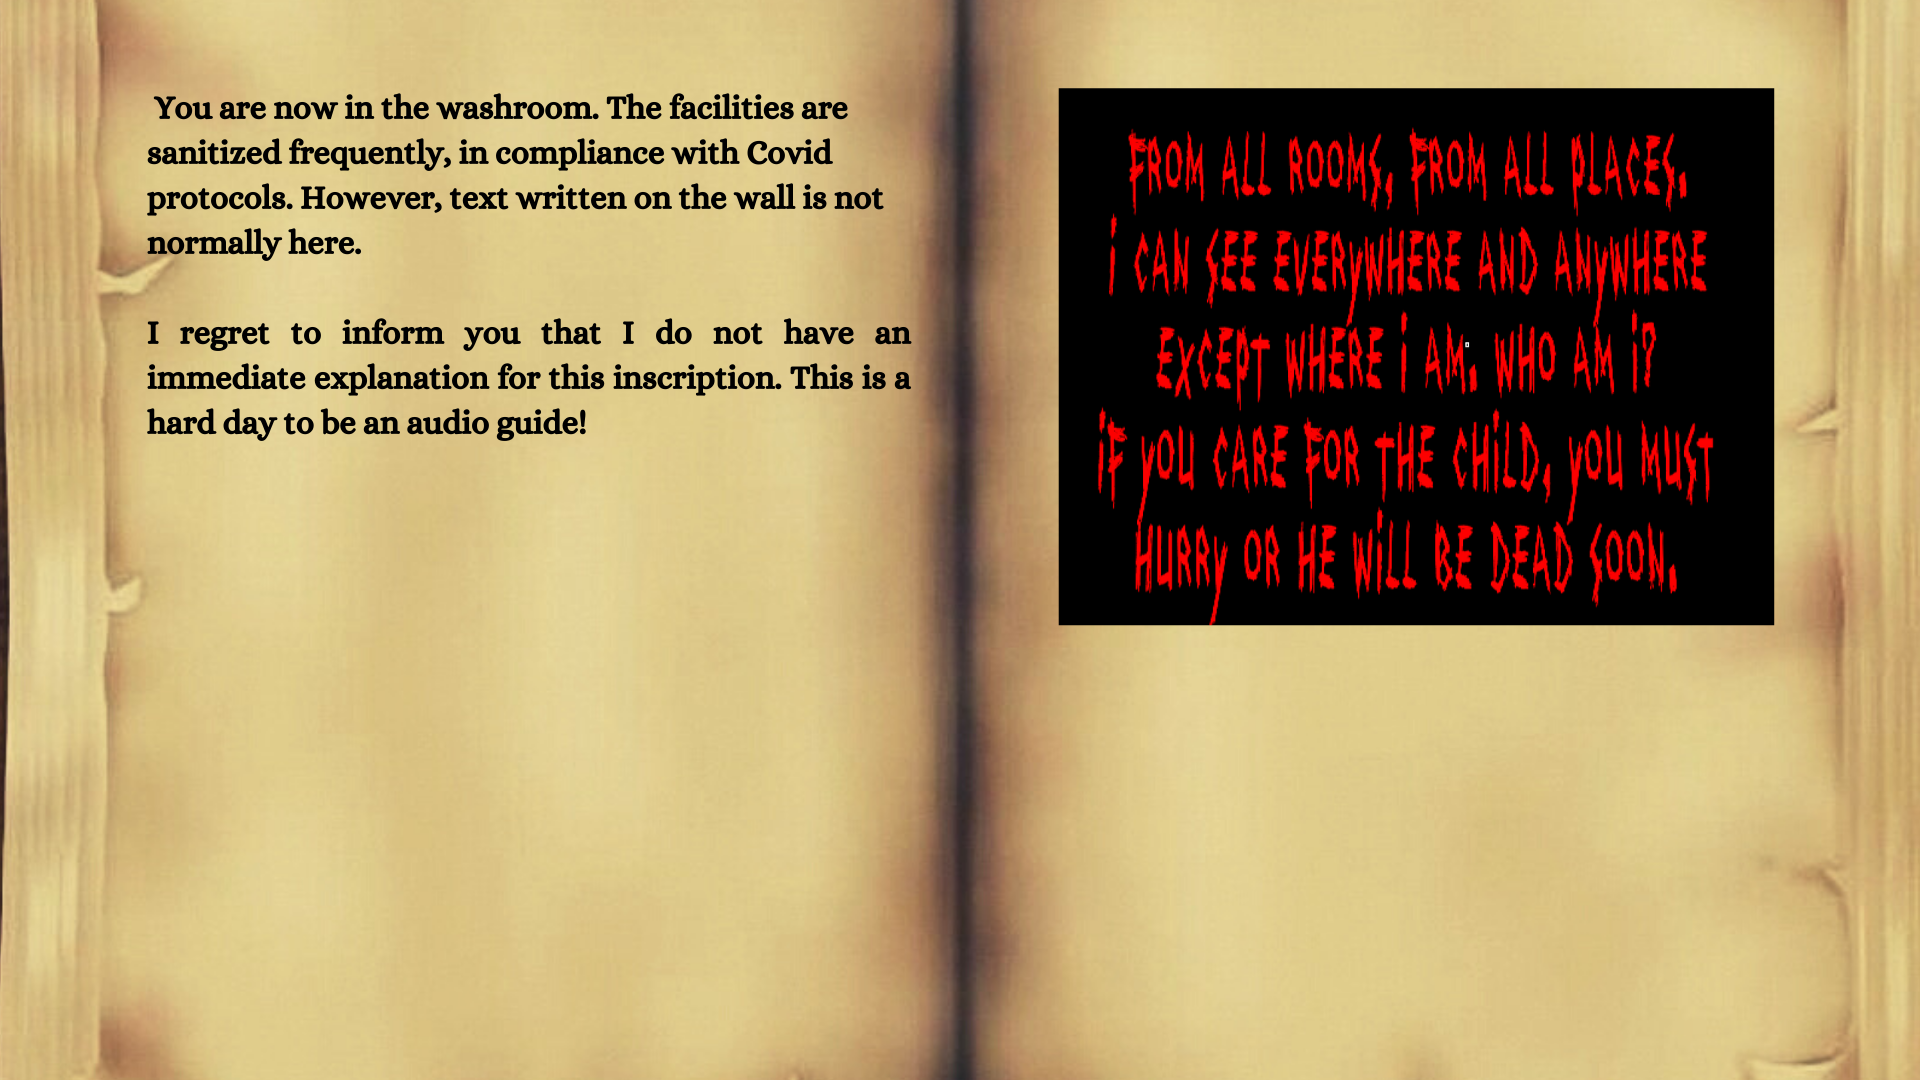 You are now in the washroom. The facilities are
sanitized frequently, in compliance with Covid
protocols. However, text written on the wall is not
normally here.
I regret to inform you that I do not have an
immediate explanation for this inscription. This is a
hard day to be an audio guide!
FROM ALL ROOMS, FROM ALL PLACES,
i CAN SEE EVERyWHERE AND ANyWHERE
EXCEPT WHERE i AM. WHO AM i?
iF yOU CARE FOR THE CHiLD, yOU MUST
HURRy OR HE WiLL BE DEAD SOON.